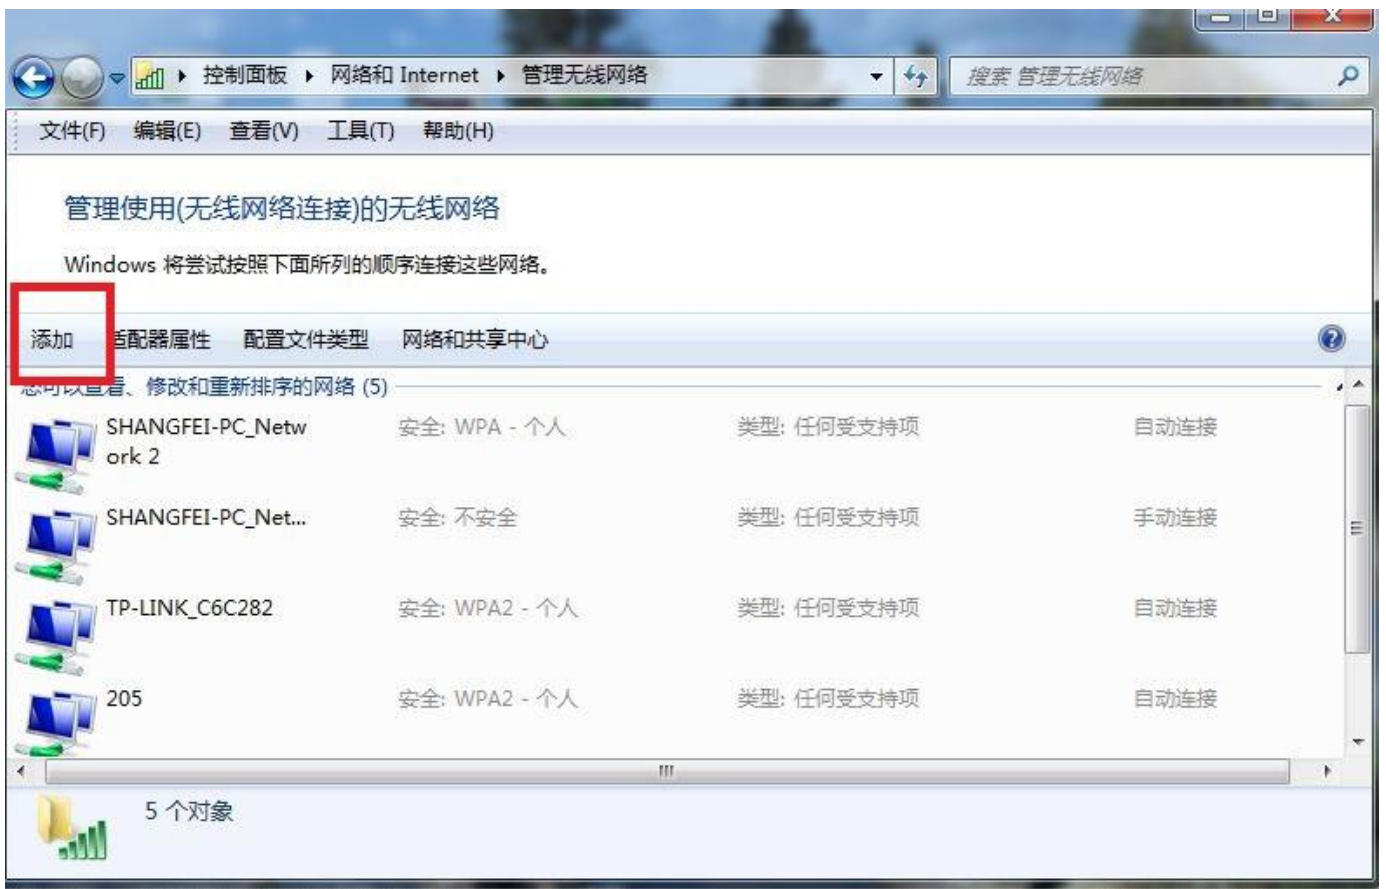 控制面板 ▸ 网络和 Internet ▸ 管理无线网络
搜索 管理无线网络
文件(F) 编辑(E) 查看(V) 工具(T) 帮助(H)
管理使用(无线网络连接)的无线网络
Windows 将尝试按照下面所列的顺序连接这些网络。
添加 适配器属性 配置文件类型 网络和共享中心
您可以查看、修改和重新排序的网络 (5)
SHANGFEI-PC_Netw 安全: WPA - 个人 类型: 任何受支持项 自动连接
ork 2
SHANGFEI-PC_Net... 安全: 不安全 类型: 任何受支持项 手动连接
TP-LINK_C6C282 安全: WPA2 - 个人 类型: 任何受支持项 自动连接
205 安全: WPA2 - 个人 类型: 任何受支持项 自动连接
5 个对象